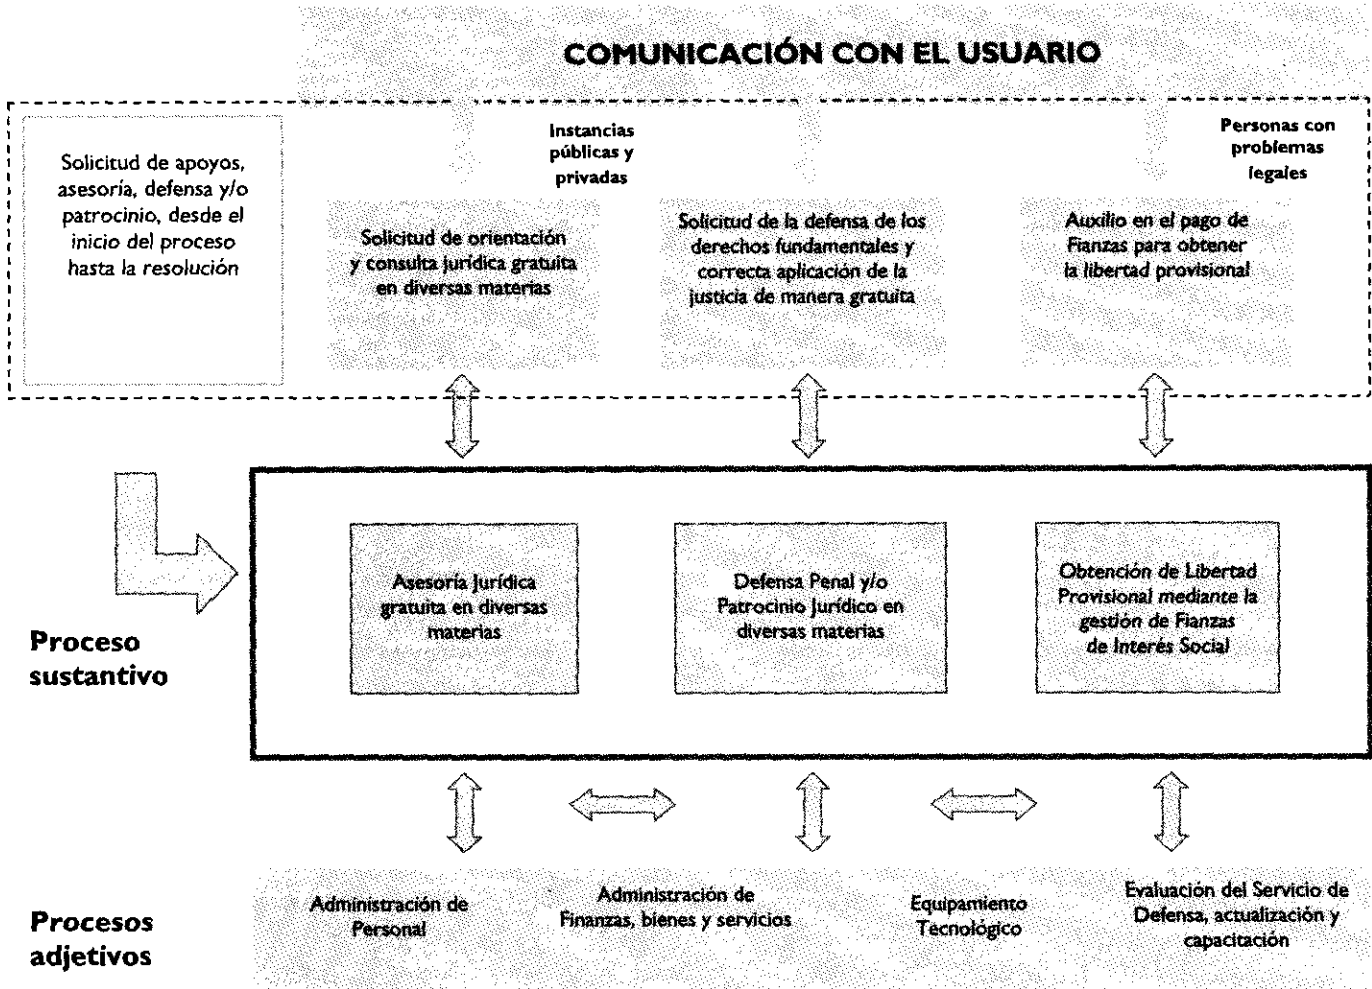 COMUNICACIÓN CON EL USUARIO
Solicitud de apoyos,
asesoría, defensa y/o
patrocinio, desde el
inicio del proceso
hasta la resolución
Instancias
públicas y
privadas
Personas con
problemas
legales
Solicitud de orientación
y consulta jurídica gratuita
en diversas materias
Solicitud de la defensa de los
derechos fundamentales y
correcta aplicación de la
justicia de manera gratuita
Auxilio en el pago de
Fianzas para obtener
la libertad provisional
Proceso
sustantivo
Asesoría Jurídica
gratuita en diversas
materias
Defensa Penal y/o
Patrocinio Jurídico en
diversas materias
Obtención de Libertad
Provisional mediante la
gestión de Fianzas
de Interés Social
Procesos
adjetivos
Administración de
Personal
Administración de
Finanzas, bienes y servicios
Equipamiento
Tecnológico
Evaluación del Servicio de
Defensa, actualización y
capacitación